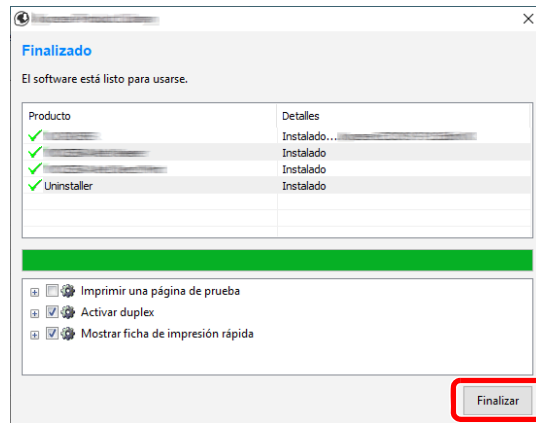 Finalizado
El software está listo para usarse.
Producto Detalles
Instalado...
Instalado
Instalado
Uninstaller Instalado
Imprimir una página de prueba
Activar duplex
Mostrar ficha de impresión rápida
Finalizar